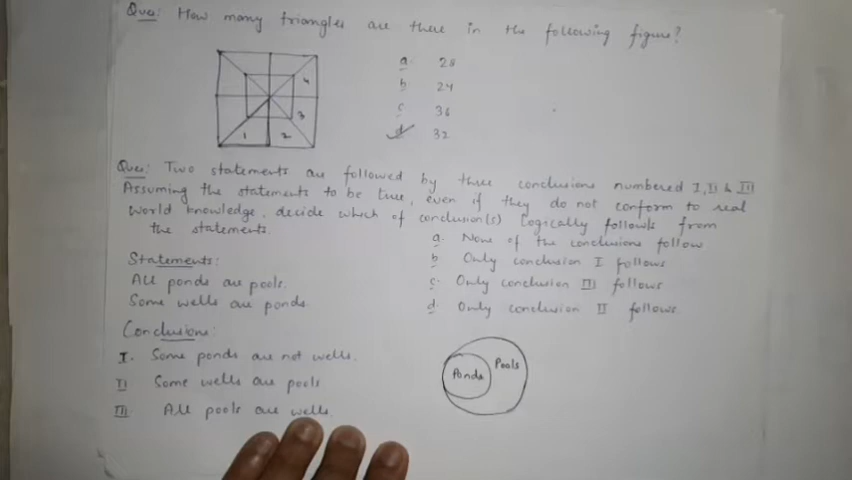 Ques: How many triangles are there in the following figure?
a. 28
b. 24
c. 36
d. 32
4
3
1 2
Ques: Two statements are followed by three conclusions numbered I, II & III
Assuming the statements to be true, even if they do not conform to real
world knowledge, decide which of conclusion(s) logically follows from
the statements.
a. None of the conclusions follow
b. Only conclusion I follows
c. Only conclusion III follows
d. Only conclusion II follows.
Statements:
All ponds are pools.
Some wells are ponds.
Conclusions:
I. Some ponds are not wells.
II Some wells are pools
III All pools are wells.
Ponds Pools